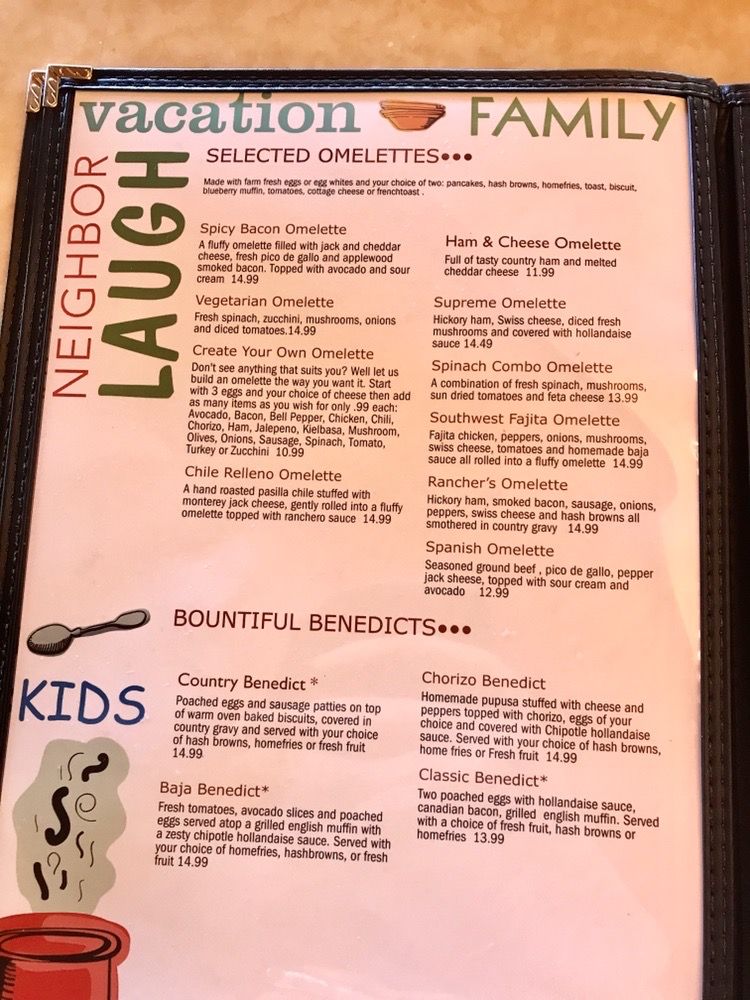 vacation FAMILY
NEIGHBOR
LAUGH
SELECTED OMELETTES•••
Made with farm fresh eggs or egg whites and your choice of two: pancakes, hash browns, homefries, toast, biscuit,
blueberry muffin, tomatoes, cottage cheese or frenchtoast .
Spicy Bacon Omelette
A fluffy omelette filled with jack and cheddar
cheese, fresh pico de gallo and applewood
smoked bacon. Topped with avocado and sour
cream 14.99
Vegetarian Omelette
Fresh spinach, zucchini, mushrooms, onions
and diced tomatoes.14.99
Create Your Own Omelette
Don't see anything that suits you? Well let us
build an omelette the way you want it. Start
with 3 eggs and your choice of cheese then add
as many items as you wish for only .99 each:
Avocado, Bacon, Bell Pepper, Chicken, Chili,
Chorizo, Ham, Jalepeno, Kielbasa, Mushroom,
Olives, Onions, Sausage, Spinach, Tomato,
Turkey or Zucchini 10.99
Chile Relleno Omelette
A hand roasted pasilla chile stuffed with
monterey jack cheese, gently rolled into a fluffy
omelette topped with ranchero sauce 14.99
Ham & Cheese Omelette
Full of tasty country ham and melted
cheddar cheese 11.99
Supreme Omelette
Hickory ham, Swiss cheese, diced fresh
mushrooms and covered with hollandaise
sauce 14.49
Spinach Combo Omelette
A combination of fresh spinach, mushrooms,
sun dried tomatoes and feta cheese 13.99
Southwest Fajita Omelette
Fajita chicken, peppers, onions, mushrooms,
swiss cheese, tomatoes and homemade baja
sauce all rolled into a fluffy omelette 14.99
Rancher's Omelette
Hickory ham, smoked bacon, sausage, onions,
peppers, swiss cheese and hash browns all
smothered in country gravy 14.99
Spanish Omelette
Seasoned ground beef , pico de gallo, pepper
jack sheese, topped with sour cream and
avocado 12.99
BOUNTIFUL BENEDICTS•••
KIDS
Country Benedict *
Poached eggs and sausage patties on top
of warm oven baked biscuits, covered in
country gravy and served with your choice
of hash browns, homefries or fresh fruit
14.99
Baja Benedict*
Fresh tomatoes, avocado slices and poached
eggs served atop a grilled english muffin with
a zesty chipotle hollandaise sauce. Served with
your choice of homefries, hashbrowns, or fresh
fruit 14.99
Chorizo Benedict
Homemade pupusa stuffed with cheese and
peppers topped with chorizo, eggs of your
choice and covered with Chipotle hollandaise
sauce. Served with your choice of hash browns,
home fries or Fresh fruit 14.99
Classic Benedict*
Two poached eggs with hollandaise sauce,
canadian bacon, grilled english muffin. Served
with a choice of fresh fruit, hash browns or
homefries 13.99